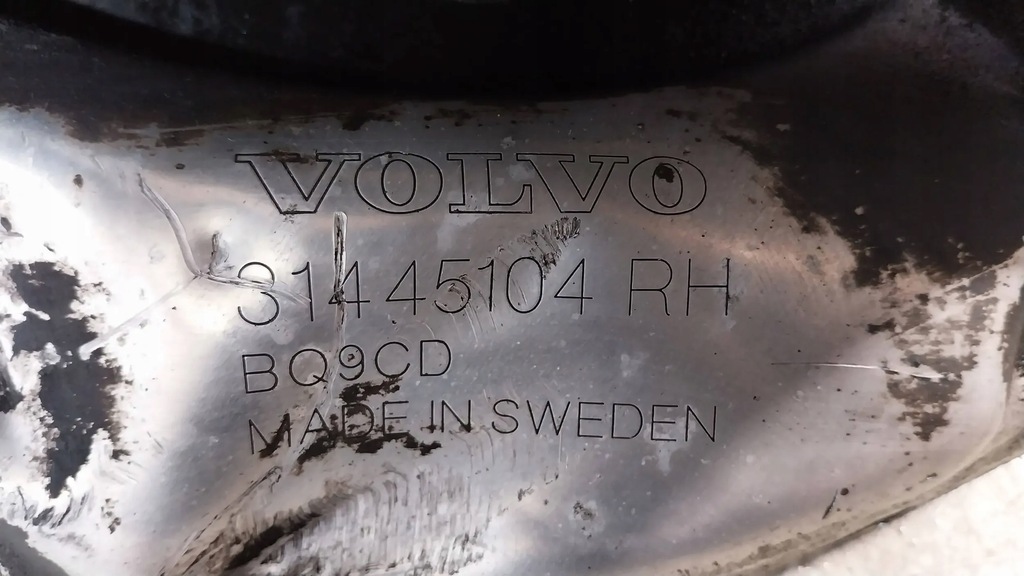 VOLVO
31445104 RH
BQ9CD
MADE IN SWEDEN